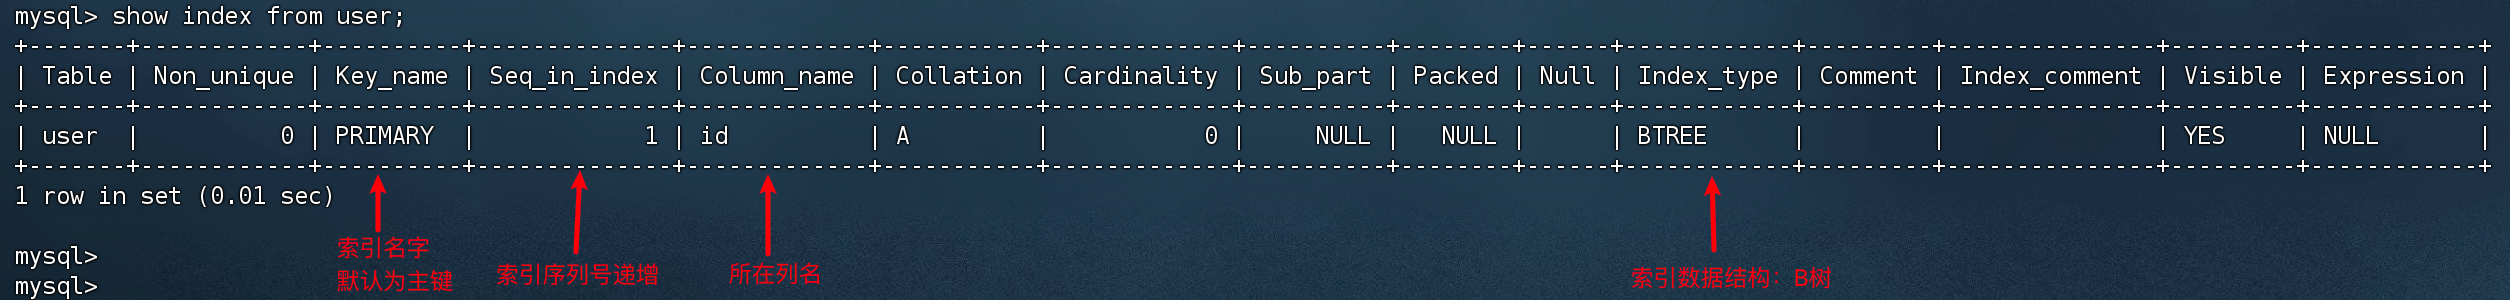 mysql> show index from user;
+-------+------------+----------+--------------+-------------+-----------+-------------+----------+--------+------+------------+---------+---------------+---------+------------+
| Table | Non_unique | Key_name | Seq_in_index | Column_name | Collation | Cardinality | Sub_part | Packed | Null | Index_type | Comment | Index_comment | Visible | Expression |
+-------+------------+----------+--------------+-------------+-----------+-------------+----------+--------+------+------------+---------+---------------+---------+------------+
| user  |          0 | PRIMARY  |            1 | id          | A         |           0 |     NULL |   NULL |      | BTREE      |         |               | YES     | NULL       |
+-------+------------+----------+--------------+-------------+-----------+-------------+----------+--------+------+------------+---------+---------------+---------+------------+
1 row in set (0.01 sec)
索引名字
默认为主键
索引序列号递增
所在列名
索引数据结构：B树
mysql>
mysql>